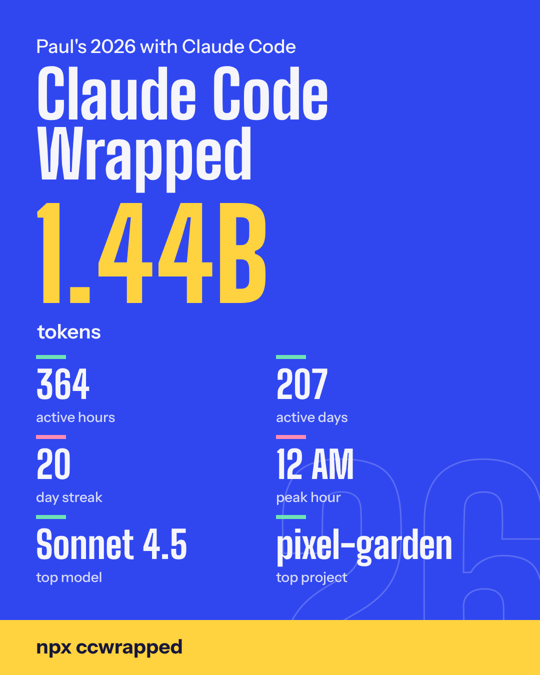 Paul's 2026 with Claude Code
Claude Code
Wrapped
1.44B
tokens
364
active hours
207
active days
20
day streak
12 AM
peak hour
Sonnet 4.5
top model
pixel-garden
top project
26
npx ccwrapped